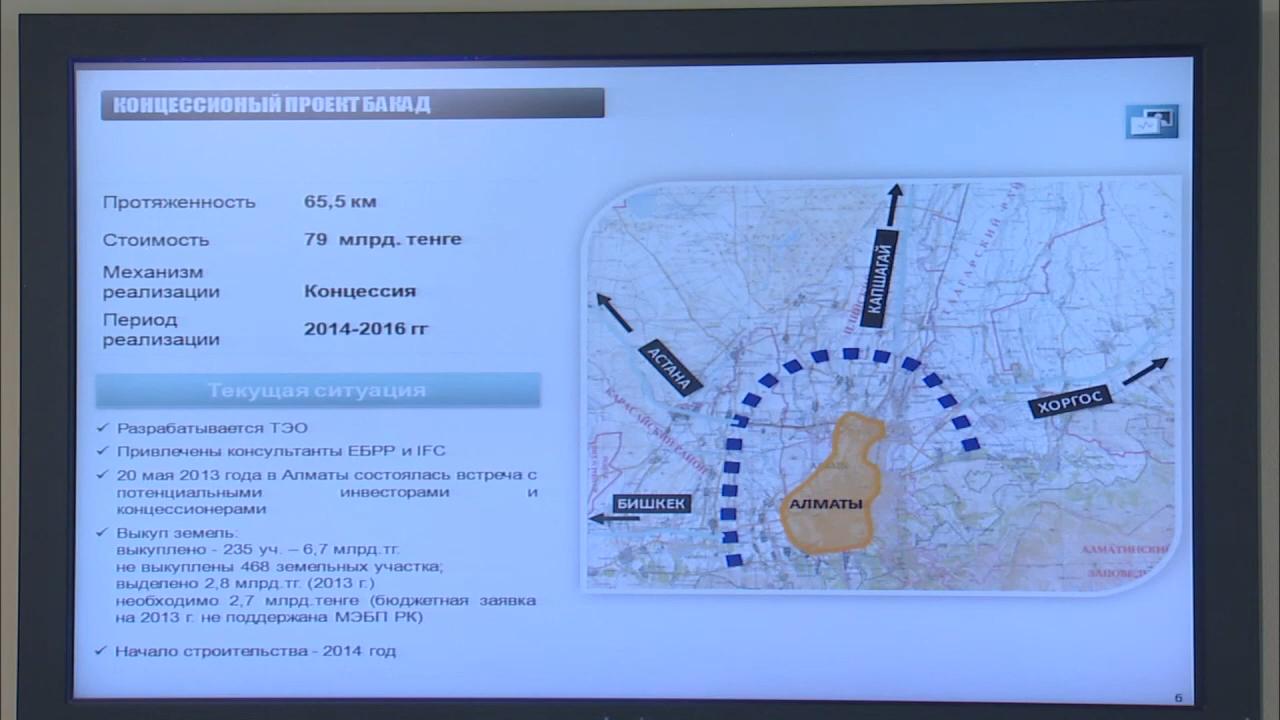 КОНЦЕССИОНЫЙ ПРОЕКТ БАКАД
Протяженность 65,5 км
Стоимость 79 млрд. тенге
Механизм
реализации Концессия
Период
реализации 2014-2016 гг
Текущая ситуация
✓ Разрабатывается ТЭО
✓ Привлечены консультанты ЕБРР и IFC
✓ 20 мая 2013 года в Алматы состоялась встреча с
потенциальными инвесторами и
концессионерами
✓ Выкуп земель:
выкуплено - 235 уч. – 6,7 млрд.тг.
не выкуплены 468 земельных участка;
выделено 2,8 млрд.тг. (2013 г.)
необходимо 2,7 млрд.тенге (бюджетная заявка
на 2013 г. не поддержана МЭБП РК)
✓ Начало строительства - 2014 год
КАПШАГАЙ
АСТАНА
ХОРГОС
БИШКЕК
АЛМАТЫ
КАРАСАЙСКИЙ РАЙОН
АЛМАТИНСКИЙ
6